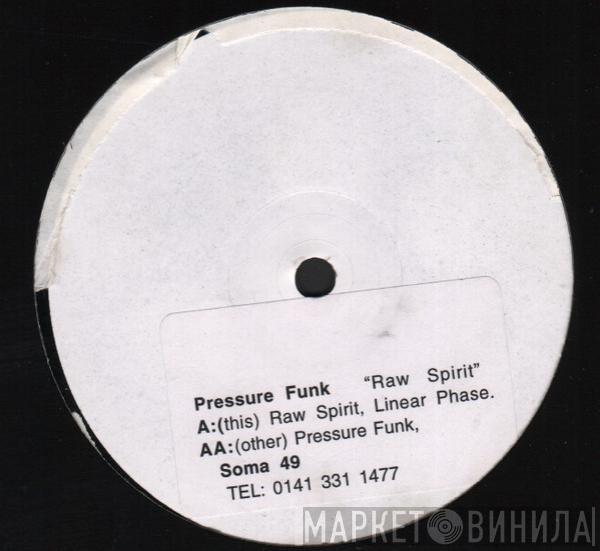 Pressure Funk “Raw Spirit”
A:(this) Raw Spirit, Linear Phase.
AA:(other) Pressure Funk,
Soma 49
TEL: 0141 331 1477
МАРКЕТ ВИНИЛА